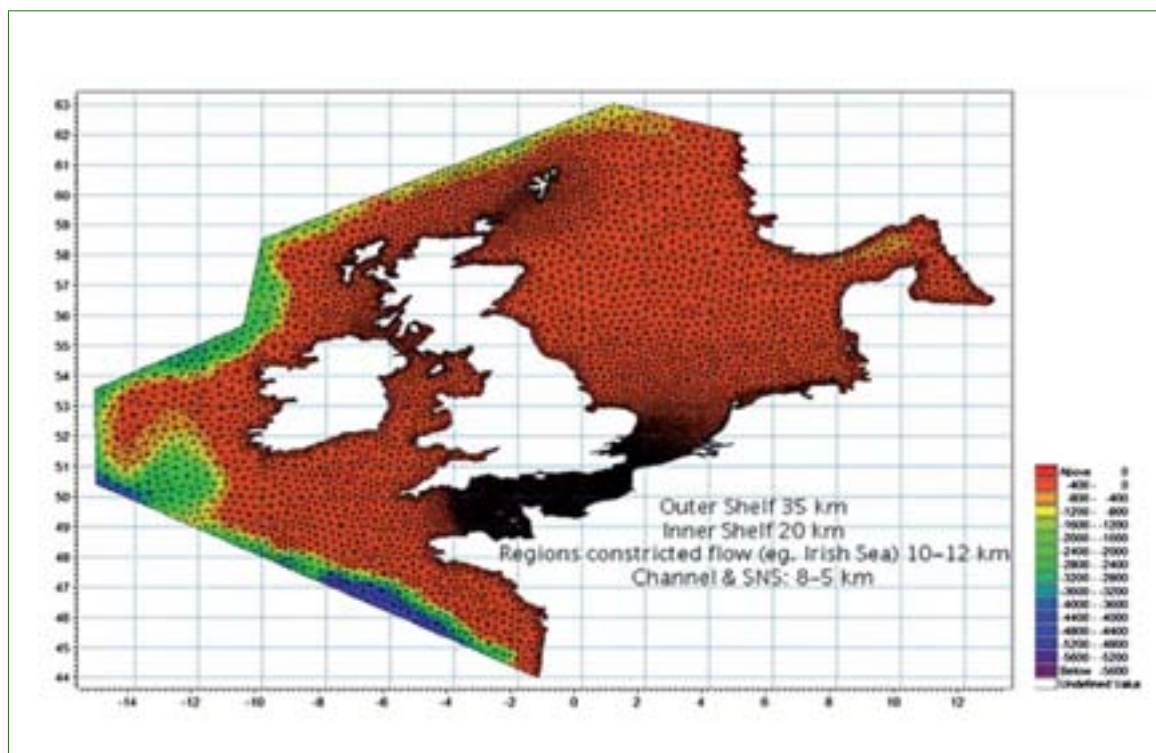 63
62
61
60
59
58
57
56
55
54
53
52
51
50
49
48
47
46
45
44
-14 -12 -10 -8 -6 -4 -2 0 2 4 6 8 10 12
Outer Shelf 35 km
Inner Shelf 20 km
Regions constricted flow (eg. Irish Sea) 10–12 km
Channel & SNS: 8–5 km
Above 0
-400 - 0
-800 - -400
-1200 - -800
-1600 - -1200
-2000 - -1600
-2400 - -2000
-2800 - -2400
-3200 - -2800
-3600 - -3200
-4000 - -3600
-4400 - -4000
-4800 - -4400
-5200 - -4800
-5600 - -5200
Below -5600
Undefined Value